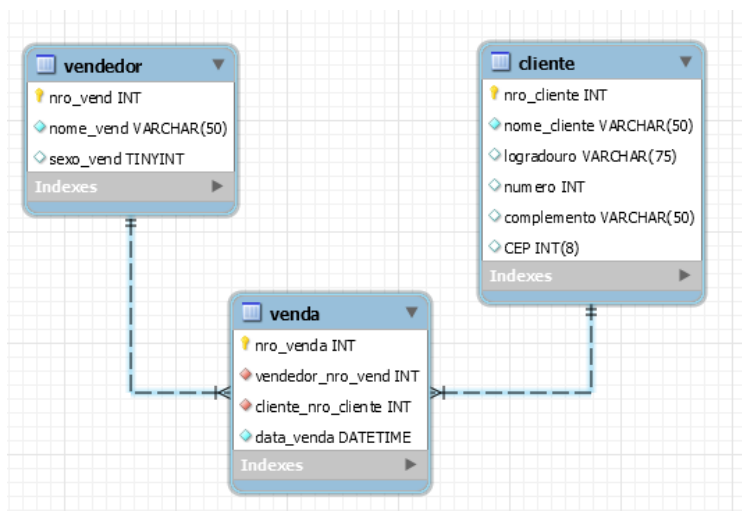 vendedor
nro_vend INT
nome_vend VARCHAR(50)
sexo_vend TINYINT
Indexes
cliente
nro_cliente INT
nome_cliente VARCHAR(50)
logradouro VARCHAR(75)
numero INT
complemento VARCHAR(50)
CEP INT(8)
Indexes
venda
nro_venda INT
vendedor_nro_vend INT
cliente_nro_cliente INT
data_venda DATETIME
Indexes